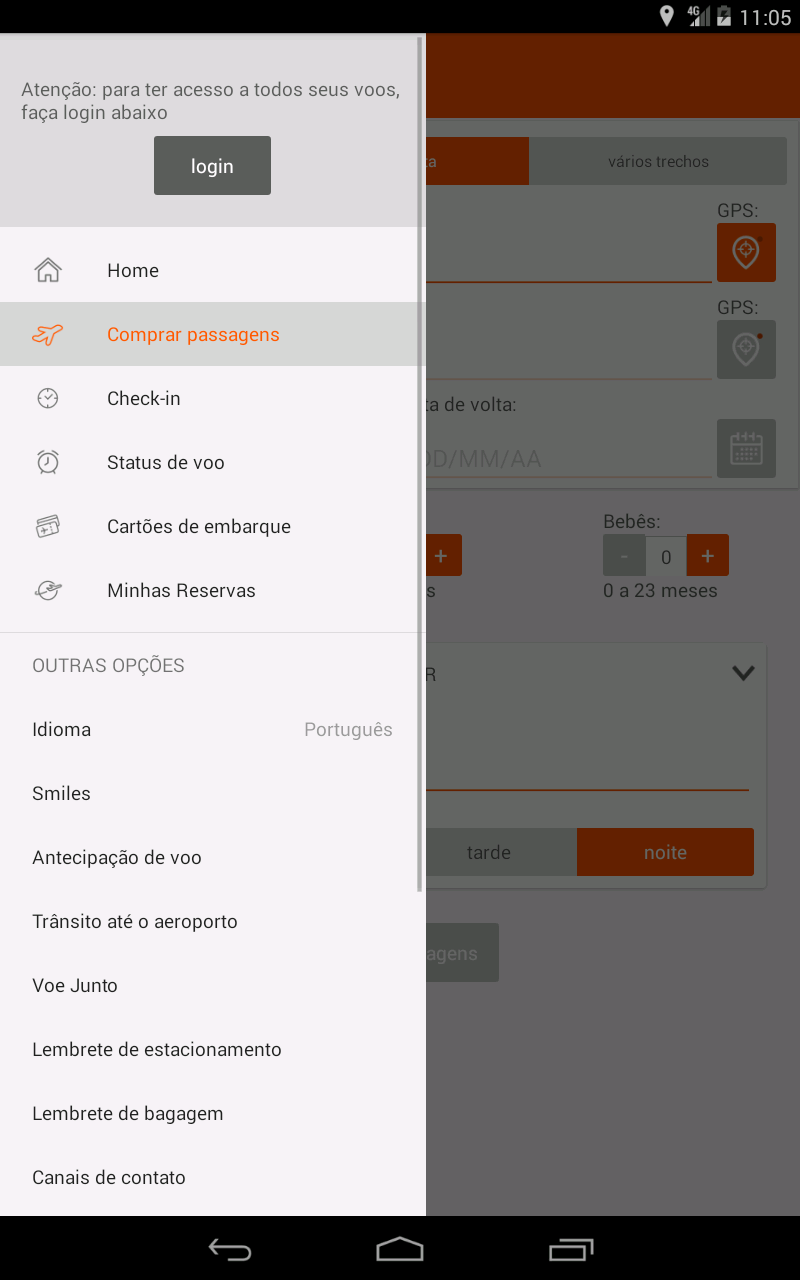 4G 11:05
Atenção: para ter acesso a todos seus voos,
faça login abaixo
login
Home
Comprar passagens
Check-in
Status de voo
Cartões de embarque
Minhas Reservas
OUTRAS OPÇÕES
Idioma Português
Smiles
Antecipação de voo
Trânsito até o aeroporto
Voe Junto
Lembrete de estacionamento
Lembrete de bagagem
Canais de contato
vários trechos
GPS:
GPS:
de volta:
DD/MM/AA
Bebês:
+ - 0 +
0 a 23 meses
tarde noite